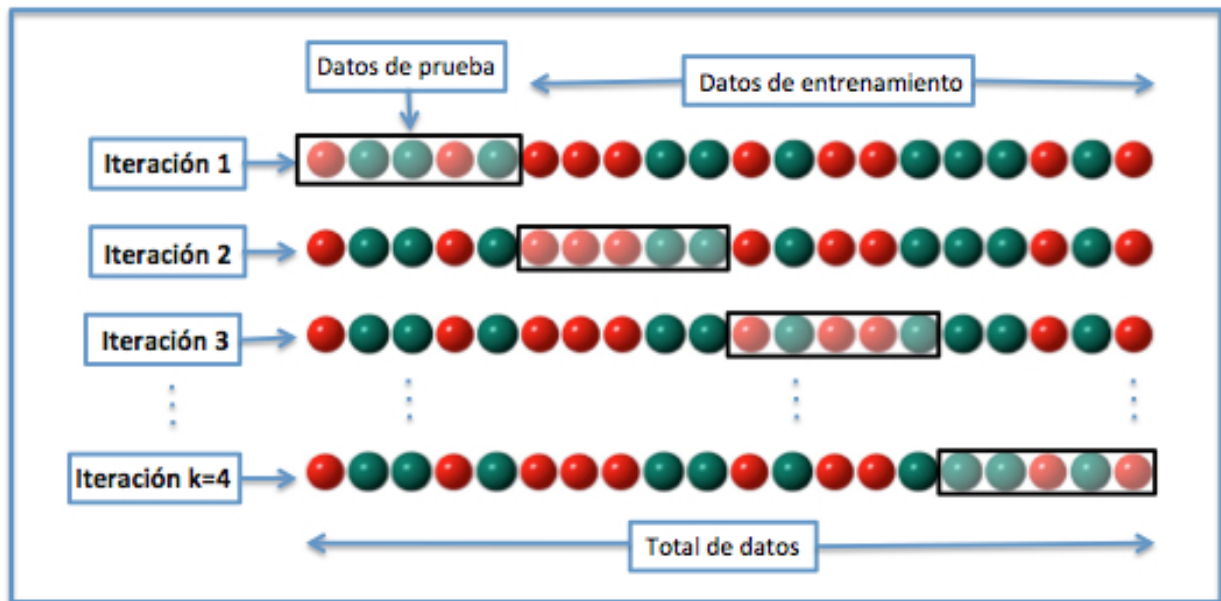 Datos de prueba
Datos de entrenamiento
Iteración 1
Iteración 2
Iteración 3
Iteración k=4
Total de datos